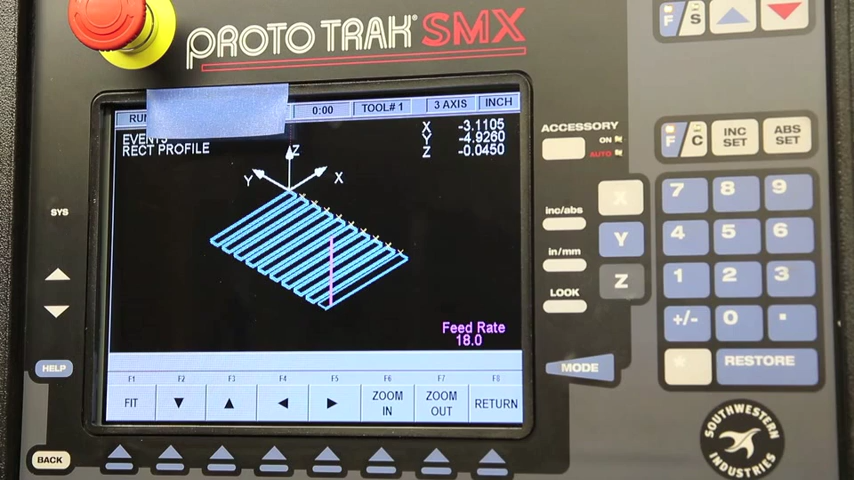 PROTO TRAK® SMX
F S
RUN
0:00
TOOL# 1
3 AXIS
INCH
EVENT
RECT PROFILE
X -3.1105
Y -4.9260
Z -0.0450
Z
Y
X
Feed Rate
18.0
F1 F2 F3 F4 F5 F6 F7 F8
FIT ▼ ▲ ◄ ► ZOOM IN ZOOM OUT RETURN
SYS
HELP
BACK
ACCESSORY
ON
AUTO
inc/abs
in/mm
LOOK
MODE
F C
INC SET
ABS SET
X
Y
Z
7 8 9
4 5 6
1 2 3
+/- 0 .
* RESTORE
SOUTHWESTERN
INDUSTRIES